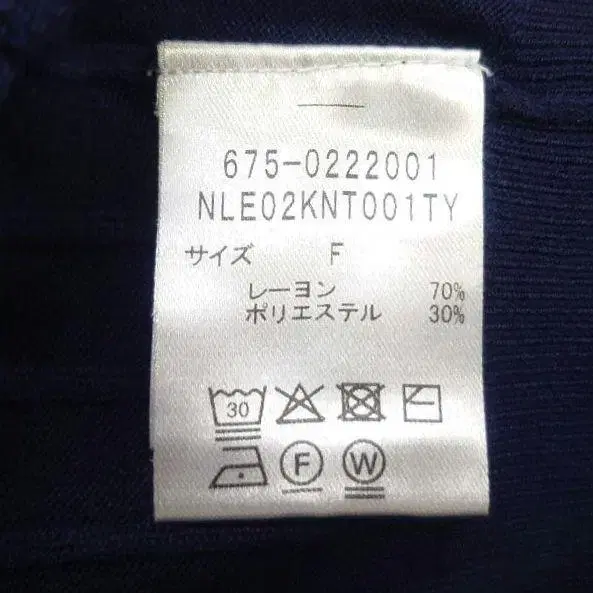 675-0222001
NLE02KNT001TY
サイズ F
レーヨン 70%
ポリエステル 30%
30
F W